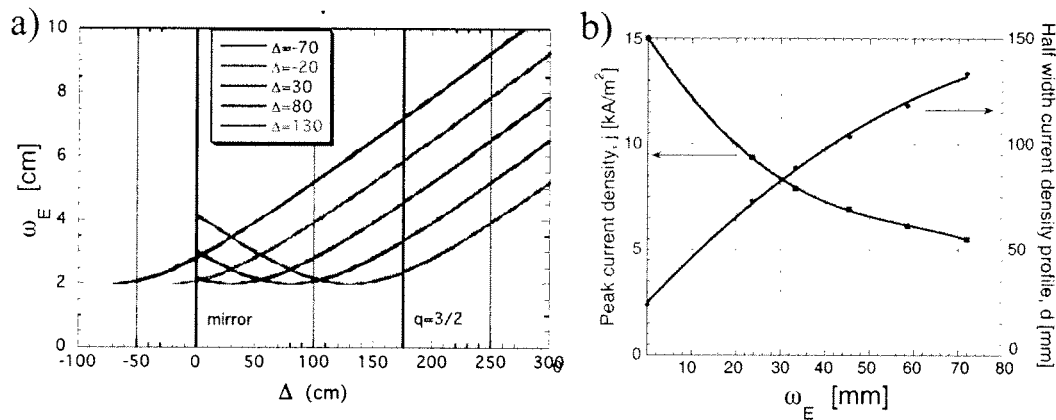 a)
10
8
6
4
2
0
ω_E [cm]
Δ=-70
Δ=-20
Δ=30
Δ=80
Δ=130
mirror
q=3/2
-100
-50
0
50
100
150
200
250
300
Δ (cm)
b)
15
10
5
0
Peak current density, j [kA/m²]
150
100
50
0
Half width current density profile, d [mm]
10
20
30
40
50
60
70
80
ω_E [mm]